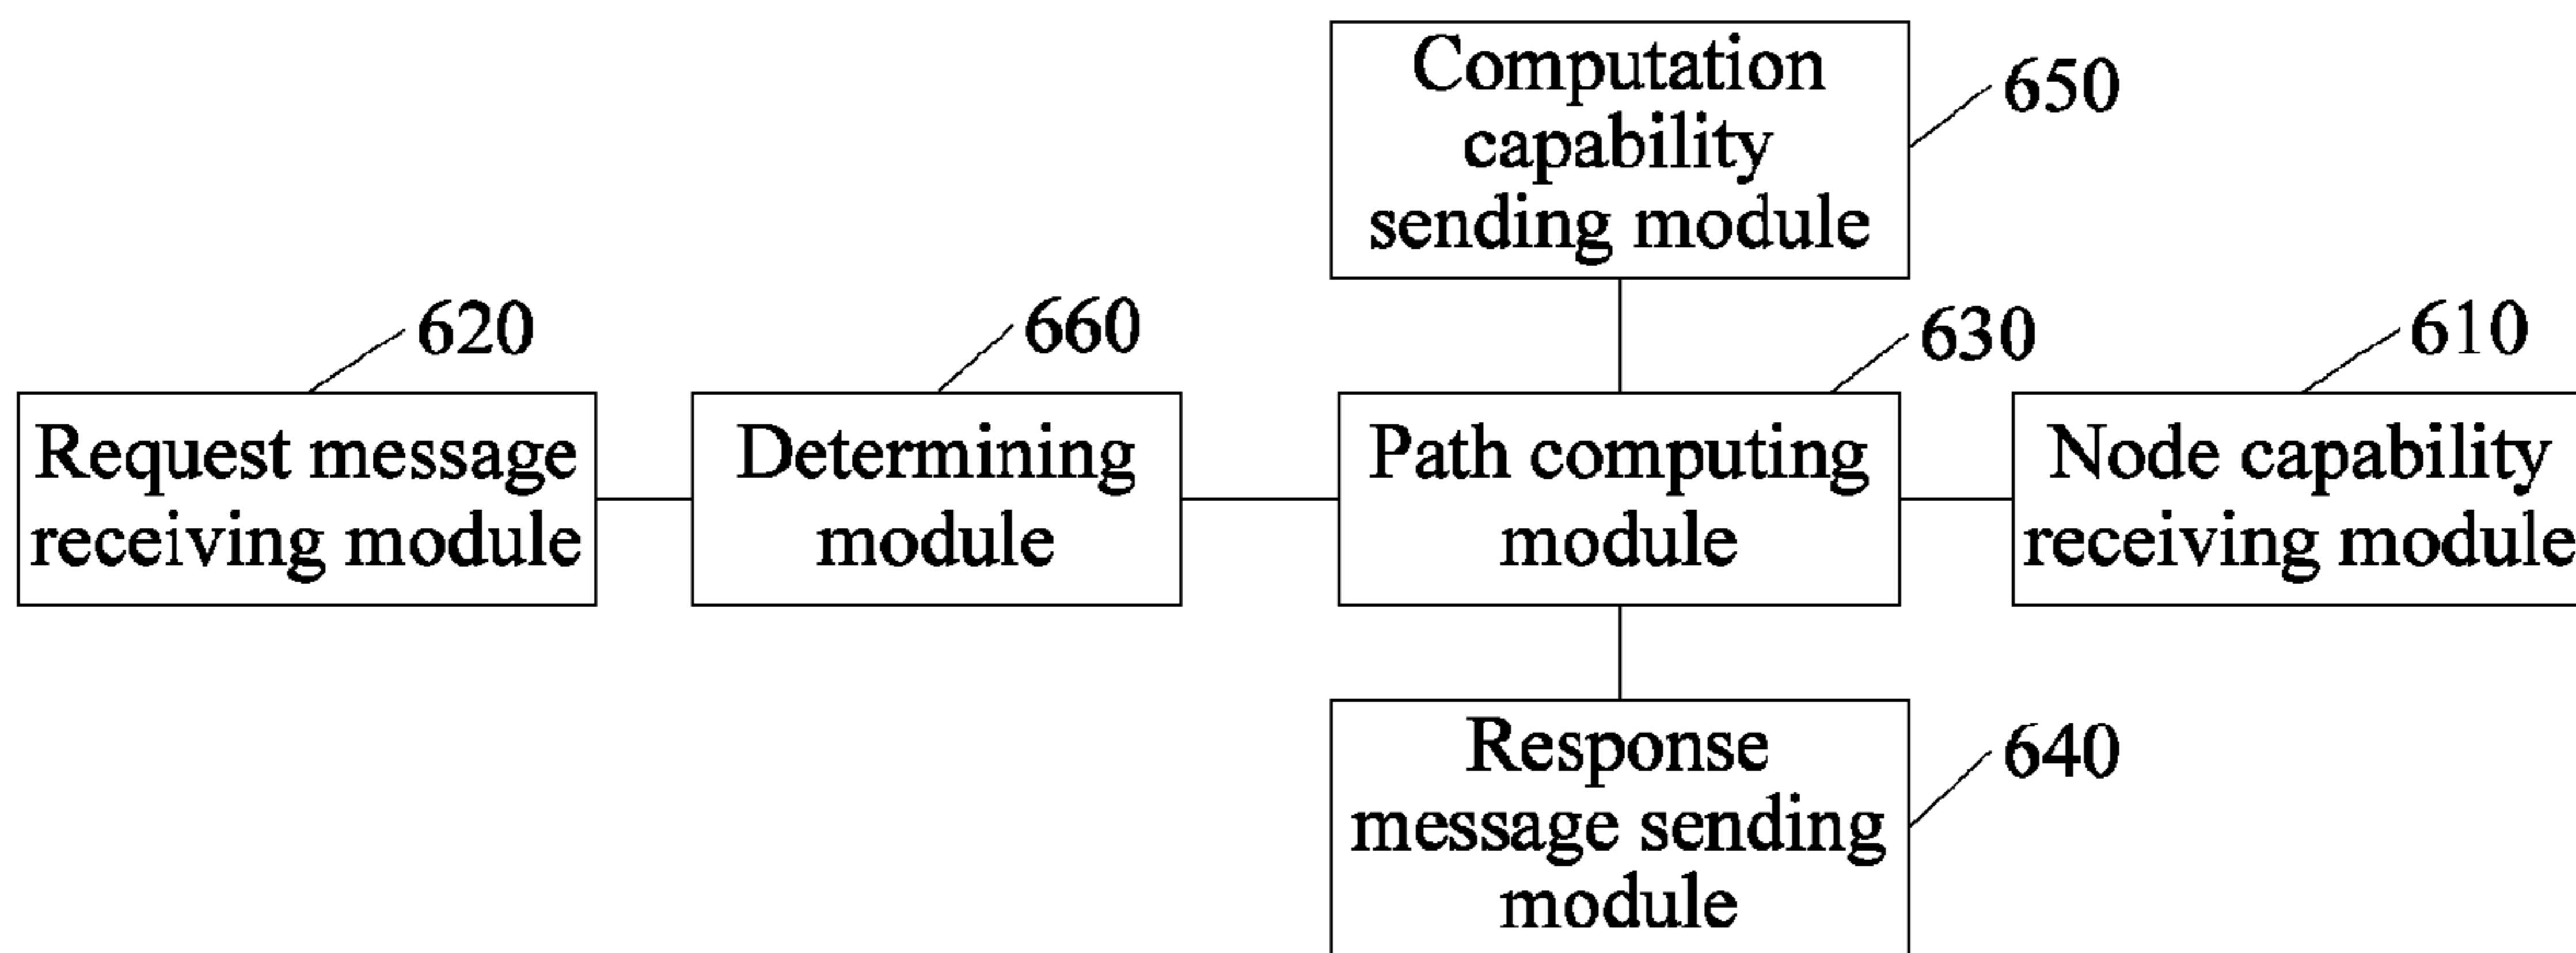 Computation
capability
sending module
650
620
660
630
610
Request message
receiving module
Determining
module
Path computing
module
Node capability
receiving module
Response
message sending
module
640